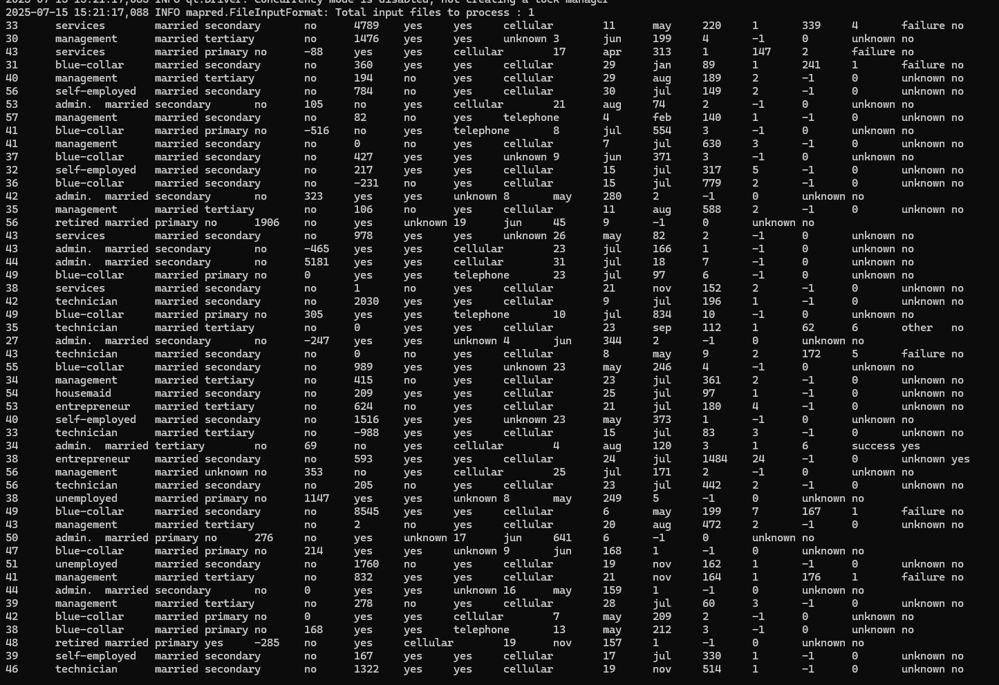 2025-07-15 15:21:17,083 INFO ql.Driver: Concurrency mode is disabled, not creating a lock manager
2025-07-15 15:21:17,088 INFO mapred.FileInputFormat: Total input files to process : 1
33 services married secondary no 4789 yes yes cellular 11 may 220 1 339 4 failure no
30 management married tertiary no 1476 yes yes unknown 3 jun 199 4 -1 0 unknown no
43 services married primary no -88 yes yes cellular 17 apr 313 1 147 2 failure no
31 blue-collar married secondary no 360 yes yes cellular 29 jan 89 1 241 1 failure no
40 management married tertiary no 194 no yes cellular 29 aug 189 2 -1 0 unknown no
56 self-employed married secondary no 784 no yes cellular 30 jul 149 2 -1 0 unknown no
53 admin. married secondary no 105 no yes cellular 21 aug 74 2 -1 0 unknown no
57 management married secondary no 82 no yes telephone 4 feb 140 1 -1 0 unknown no
41 blue-collar married primary no -516 no yes telephone 8 jul 554 3 -1 0 unknown no
41 management married secondary no 0 no yes cellular 7 jul 630 3 -1 0 unknown no
37 blue-collar married secondary no 427 yes yes unknown 9 jun 371 3 -1 0 unknown no
32 self-employed married secondary no 217 yes yes cellular 15 jul 317 5 -1 0 unknown no
36 blue-collar married secondary no -231 no yes cellular 15 jul 779 2 -1 0 unknown no
42 admin. married secondary no 323 yes yes unknown 8 may 280 2 -1 0 unknown no
35 management married tertiary no 106 no yes cellular 11 aug 588 2 -1 0 unknown no
56 retired married primary no 1906 no yes unknown 19 jun 45 9 -1 0 unknown no
43 services married secondary no 978 yes yes unknown 26 may 82 2 -1 0 unknown no
43 admin. married secondary no -465 yes yes cellular 23 jul 166 1 -1 0 unknown no
44 admin. married secondary no 5181 yes yes cellular 31 jul 18 7 -1 0 unknown no
49 blue-collar married primary no 0 yes yes telephone 23 jul 97 6 -1 0 unknown no
38 services married secondary no 1 no yes cellular 21 nov 152 2 -1 0 unknown no
42 technician married secondary no 2030 yes yes cellular 9 jul 196 1 -1 0 unknown no
49 blue-collar married primary no 305 yes yes telephone 10 jul 834 10 -1 0 unknown no
35 technician married tertiary no 0 yes yes cellular 23 sep 112 1 62 6 other no
27 admin. married secondary no -247 yes yes unknown 4 jun 344 2 -1 0 unknown no
43 technician married secondary no 0 no yes cellular 8 may 9 2 172 5 failure no
55 blue-collar married secondary no 989 yes yes unknown 23 may 246 4 -1 0 unknown no
34 management married tertiary no 415 no yes cellular 23 jul 361 2 -1 0 unknown no
54 housemaid married secondary no 209 yes yes cellular 25 jul 97 1 -1 0 unknown no
53 entrepreneur married tertiary no 624 no yes cellular 21 jul 180 4 -1 0 unknown no
40 self-employed married secondary no 1516 yes yes unknown 23 may 373 1 -1 0 unknown no
33 technician married tertiary no -988 yes yes cellular 15 jul 83 3 -1 0 unknown no
34 admin. married tertiary no 69 no yes cellular 4 aug 120 3 1 6 success yes
38 entrepreneur married secondary no 593 yes yes cellular 24 jul 1484 24 -1 0 unknown yes
56 management married unknown no 353 no yes cellular 25 jul 171 2 -1 0 unknown no
56 technician married secondary no 205 no yes cellular 23 jul 442 2 -1 0 unknown no
38 unemployed married primary no 1147 yes yes unknown 8 may 249 5 -1 0 unknown no
49 blue-collar married secondary no 8545 yes yes cellular 6 may 199 7 167 1 failure no
43 management married tertiary no 2 no yes cellular 20 aug 472 2 -1 0 unknown no
50 admin. married primary no 276 no yes unknown 17 jun 641 6 -1 0 unknown no
47 blue-collar married primary no 214 yes yes unknown 9 jun 168 1 -1 0 unknown no
51 unemployed married secondary no 1760 no yes cellular 19 nov 162 1 -1 0 unknown no
41 management married tertiary no 832 yes yes cellular 21 nov 164 1 176 1 failure no
44 admin. married secondary no 0 yes yes unknown 16 may 159 1 -1 0 unknown no
39 management married tertiary no 278 no yes cellular 28 jul 60 3 -1 0 unknown no
42 blue-collar married primary no 0 yes yes cellular 7 may 209 2 -1 0 unknown no
38 blue-collar married primary no 168 yes yes telephone 13 may 212 3 -1 0 unknown no
48 retired married primary yes -285 no yes cellular 19 nov 157 1 -1 0 unknown no
39 self-employed married secondary no 167 yes yes cellular 17 jul 330 1 -1 0 unknown no
46 technician married secondary no 1322 yes yes cellular 19 nov 514 1 -1 0 unknown no